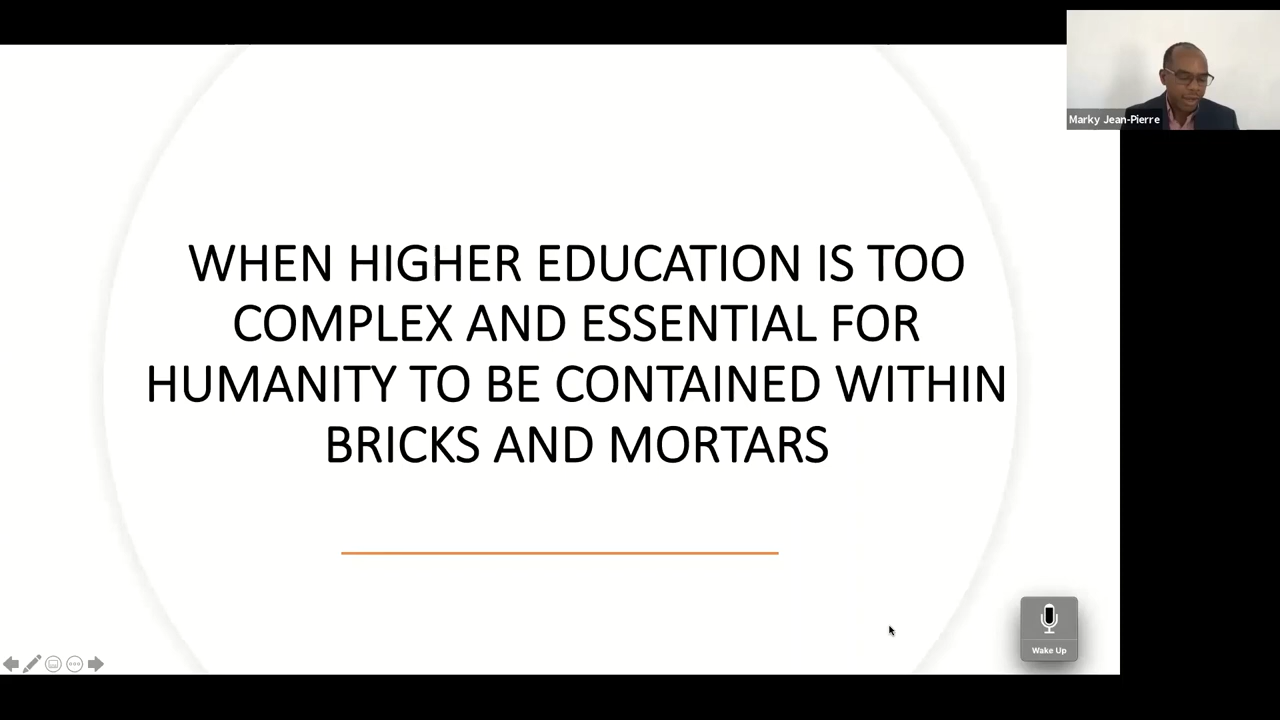 Marky Jean-Pierre
WHEN HIGHER EDUCATION IS TOO
COMPLEX AND ESSENTIAL FOR
HUMANITY TO BE CONTAINED WITHIN
BRICKS AND MORTARS
Wake Up